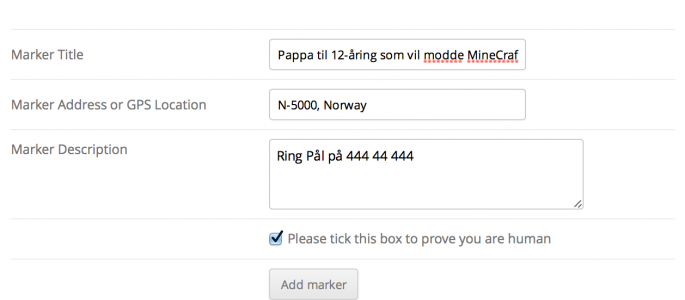 Marker Title
Pappa til 12-åring som vil modde MineCraf
Marker Address or GPS Location
N-5000, Norway
Marker Description
Ring Pål på 444 44 444
Please tick this box to prove you are human
Add marker